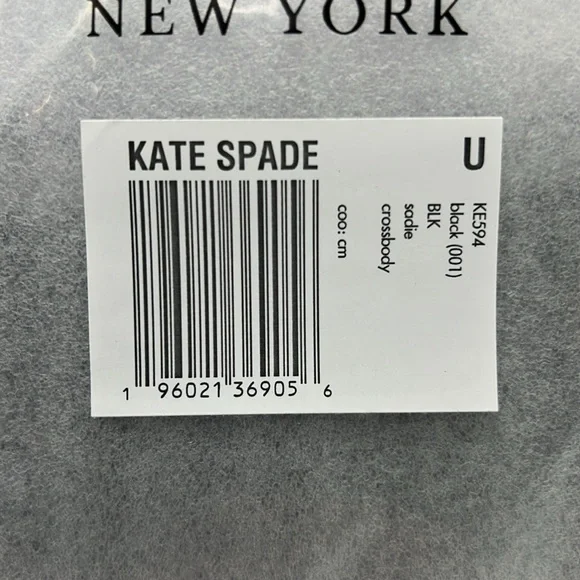 NEW YORK
KATE SPADE
U
KE594
black (001)
BLK
sadie
crossbody
coo: cm
1 96021 36905 6